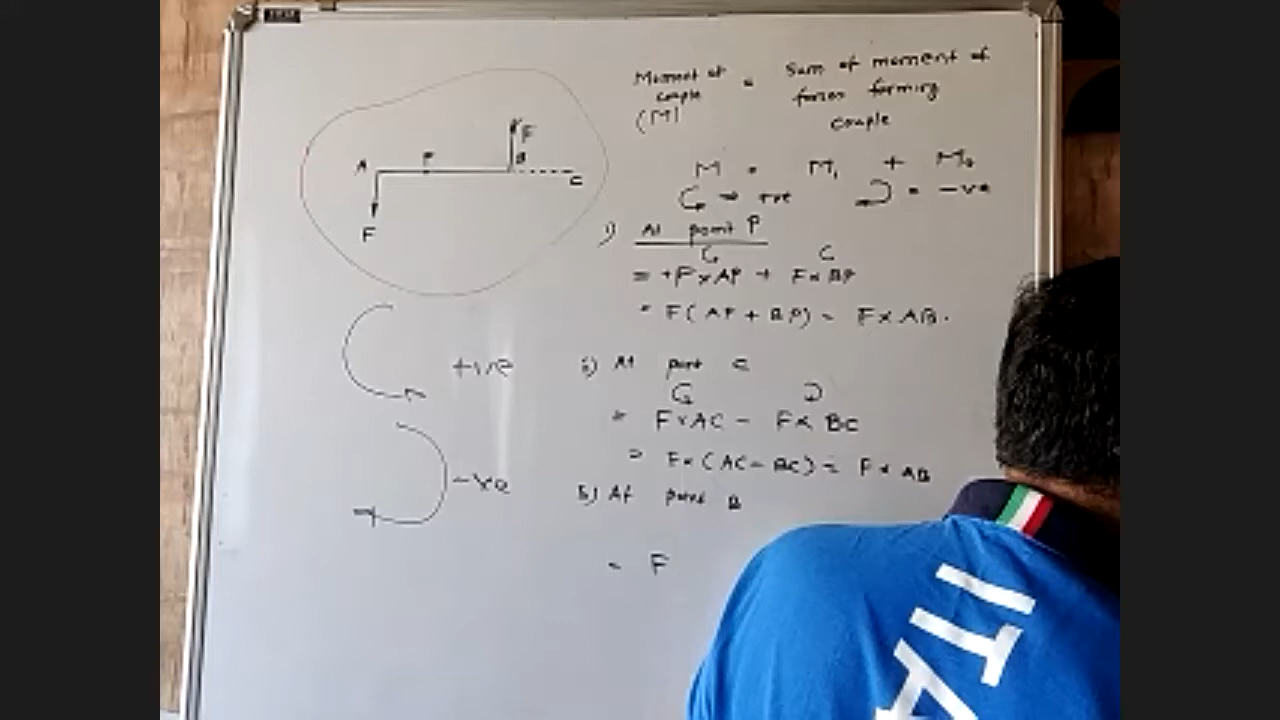 Moment of = Sum of moment of
couple forces forming
(M) couple
M = M₁ + M₂
⇒ +ve = -ve
A P B F C
F
i) At point P
= +F×AP + F×BP
= F(AP + BP) = F×AB.
+ve
ii) At point C
= F×AC - F×BC
= F×(AC - BC) = F×AB
-ve
At point B
= F
ITA